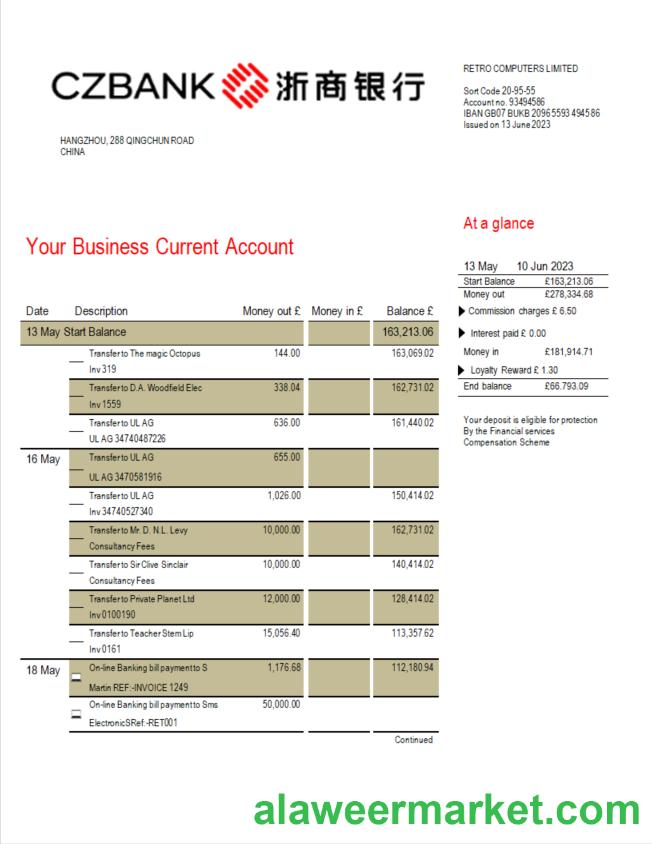 CZBANK 浙商银行
HANGZHOU, 288 QINGCHUN ROAD
CHINA
RETRO COMPUTERS LIMITED
Sort Code 20-95-55
Account no. 93494586
IBAN GB07 BUKB 2096 5593 4945 86
Issued on 13 June 2023
At a glance
13 May 10 Jun 2023
Start Balance £163,213.06
Money out £278,334.68
Commission charges £ 6.50
Interest paid £ 0.00
Money in £181,914.71
Loyalty Reward £ 1.30
End balance £66.793.09
Your deposit is eligible for protection
By the Financial services
Compensation Scheme
Your Business Current Account
Date Description Money out £ Money in £ Balance £
13 May Start Balance 163,213.06
Transfer to The magic Octopus 144.00 163,069.02
Inv 319
Transfer to D.A. Woodfield Elec 338.04 162,731.02
Inv 1559
Transfer to UL AG 636.00 161,440.02
UL AG 34740487226
16 May Transfer to UL AG 655.00
UL AG 3470581916
Transfer to UL AG 1,026.00 150,414.02
Inv 34740527340
Transfer to Mr. D. N.L. Levy 10,000.00 162,731.02
Consultancy Fees
Transfer to Sir Clive Sinclair 10,000.00 140,414.02
Consultancy Fees
Transfer to Private Planet Ltd 12,000.00 128,414.02
Inv 0100190
Transfer to Teacher Stem Lip 15,056.40 113,357.62
Inv 0161
18 May On-line Banking bill payment to S 1,176.68 112,180.94
Martin REF:-INVOICE 1249
On-line Banking bill payment to Sms 50,000.00
ElectronicSRef:-RET001
Continued
alaweermarket.com